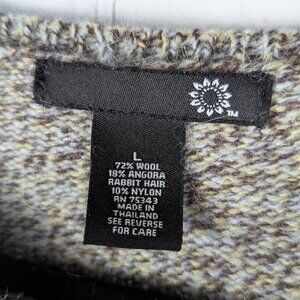 TM
L
72% WOOL
18% ANGORA
RABBIT HAIR
10% NYLON
RN 75343
MADE IN
THAILAND
SEE REVERSE
FOR CARE